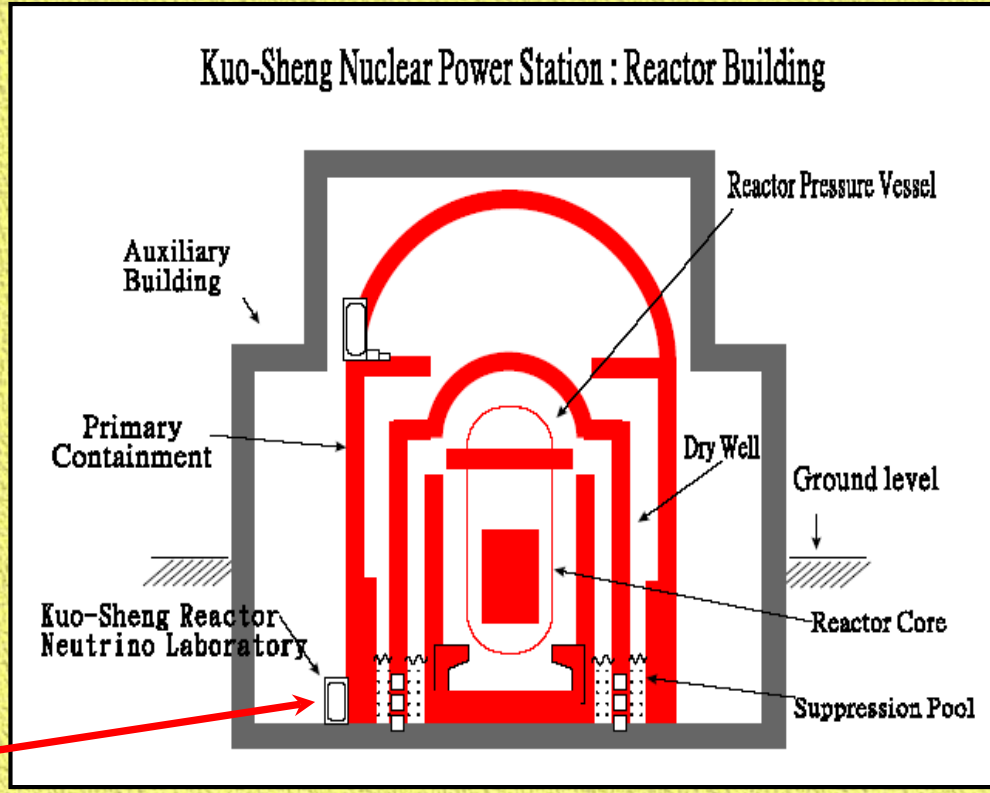 Kuo-Sheng Nuclear Power Station : Reactor Building
Reactor Pressure Vessel
Auxiliary
Building
Primary
Containment
Dry Well
Ground level
Kuo-Sheng Reactor
Neutrino Laboratory
Reactor Core
Suppression Pool